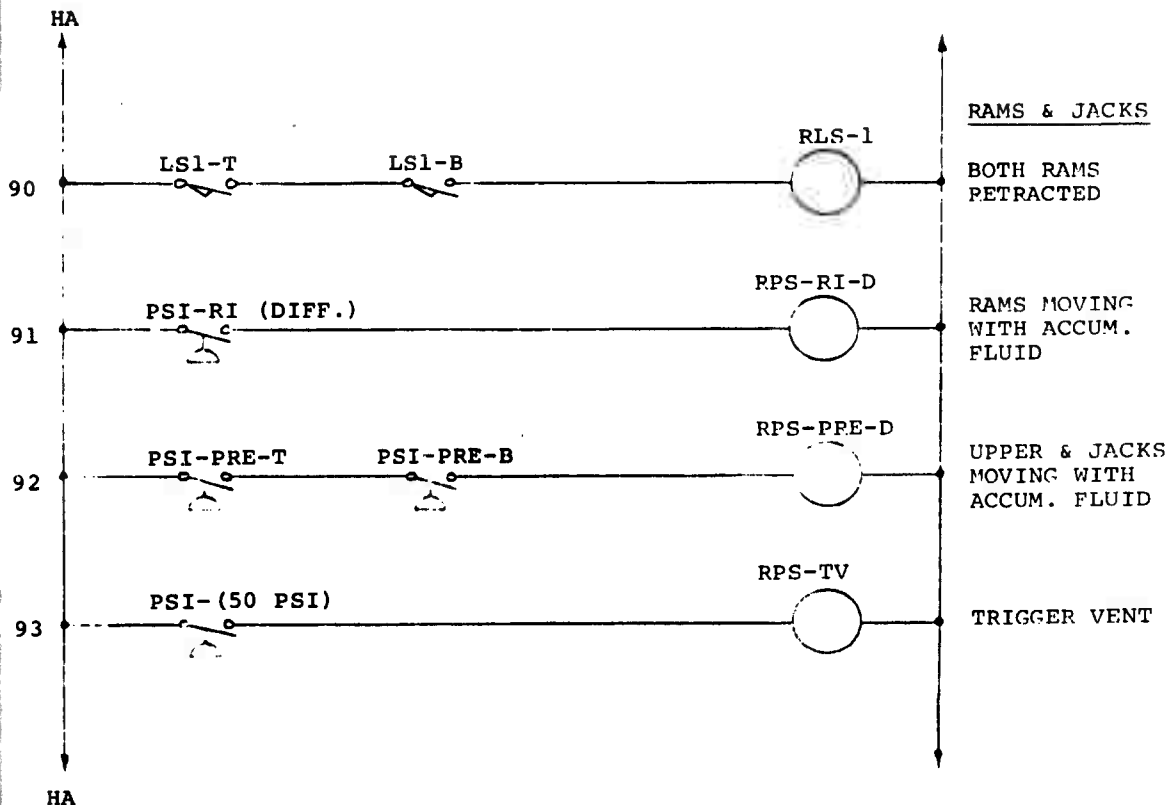 HA
RAMS & JACKS
RLS-1
LS1-T
LS1-B
90
BOTH RAMS
RETRACTED
RPS-RI-D
PSI-RI (DIFF.)
91
RAMS MOVING
WITH ACCUM.
FLUID
RPS-PRE-D
PSI-PRE-T
PSI-PRE-B
92
UPPER & JACKS
MOVING WITH
ACCUM. FLUID
RPS-TV
PSI-(50 PSI)
93
TRIGGER VENT
HA